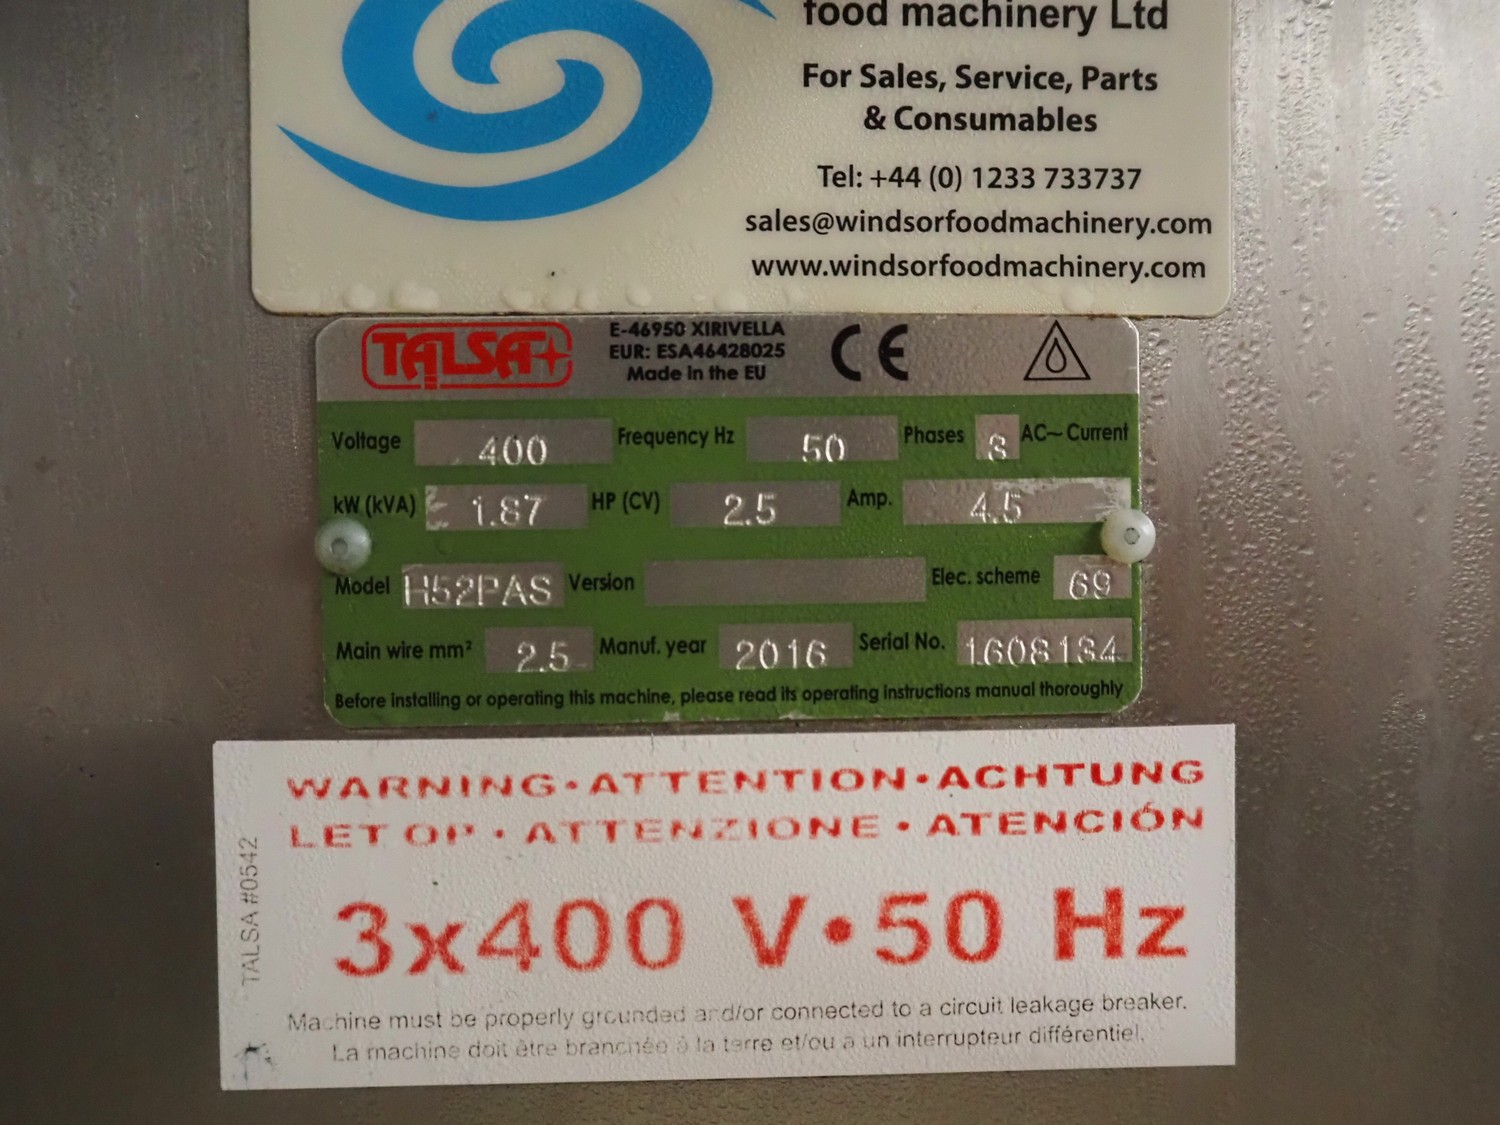 food machinery Ltd
For Sales, Service, Parts
& Consumables
Tel: +44 (0) 1233 733737
sales@windsorfoodmachinery.com
www.windsorfoodmachinery.com
TALSA
E-46950 XIRIVELLA
EUR: ESA46428025
Made in the EU
CE
Voltage 400 Frequency Hz 50 Phases 3 AC~ Current
kW (kVA) 1.87 HP (CV) 2.5 Amp. 4.5
Model H52PAS Version Elec. scheme 69
Main wire mm² 2.5 Manuf. year 2016 Serial No. 1608134
Before installing or operating this machine, please read its operating instructions manual thoroughly
WARNING · ATTENTION · ACHTUNG
LET OP · ATTENZIONE · ATENCIÓN
3x400 V · 50 Hz
Machine must be properly grounded and/or connected to a circuit leakage breaker.
La machine doit être branchée à la terre et/ou a un interrupteur différentiel.
TALSA #0542